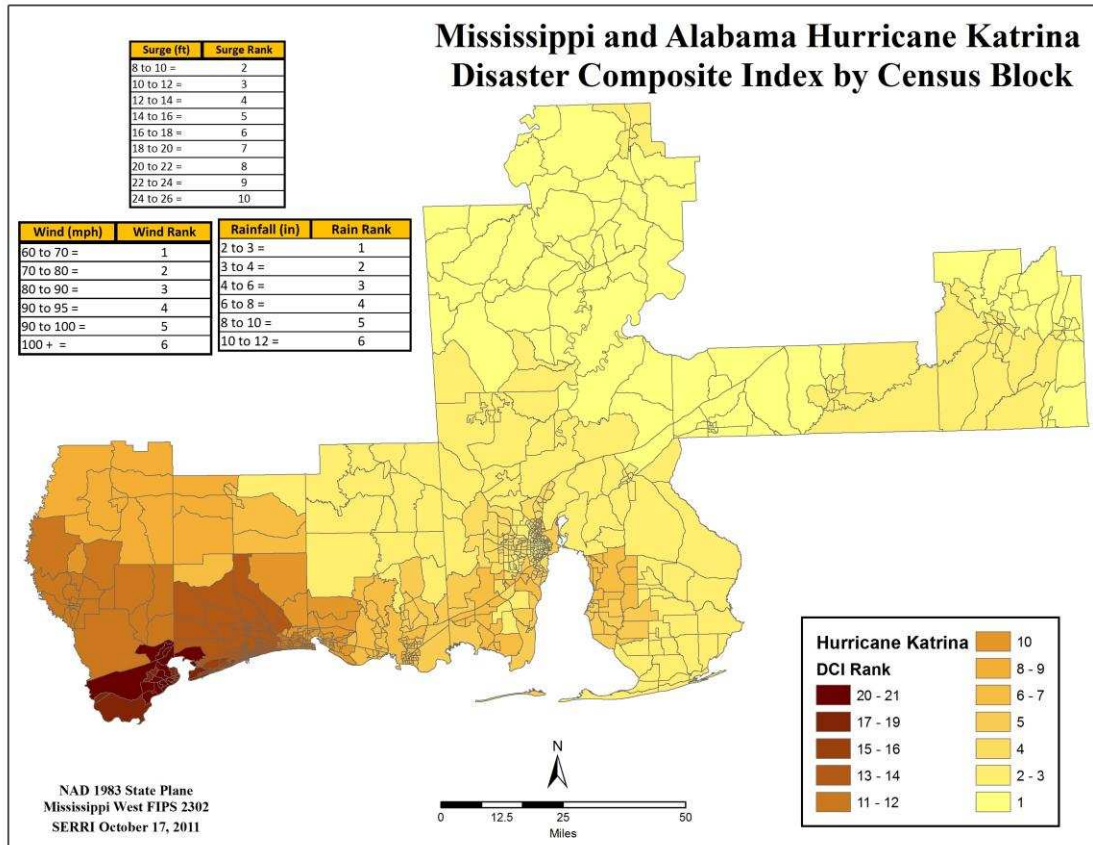 Mississippi and Alabama Hurricane Katrina
Disaster Composite Index by Census Block
Surge (ft) Surge Rank
8 to 10 = 2
10 to 12 = 3
12 to 14 = 4
14 to 16 = 5
16 to 18 = 6
18 to 20 = 7
20 to 22 = 8
22 to 24 = 9
24 to 26 = 10
Wind (mph) Wind Rank
60 to 70 = 1
70 to 80 = 2
80 to 90 = 3
90 to 95 = 4
90 to 100 = 5
100 + = 6
Rainfall (in) Rain Rank
2 to 3 = 1
3 to 4 = 2
4 to 6 = 3
6 to 8 = 4
8 to 10 = 5
10 to 12 = 6
Hurricane Katrina
DCI Rank
20 - 21
17 - 19
15 - 16
13 - 14
11 - 12
10
8 - 9
6 - 7
5
4
2 - 3
1
N
0 12.5 25 50
Miles
NAD 1983 State Plane
Mississippi West FIPS 2302
SERRI October 17, 2011